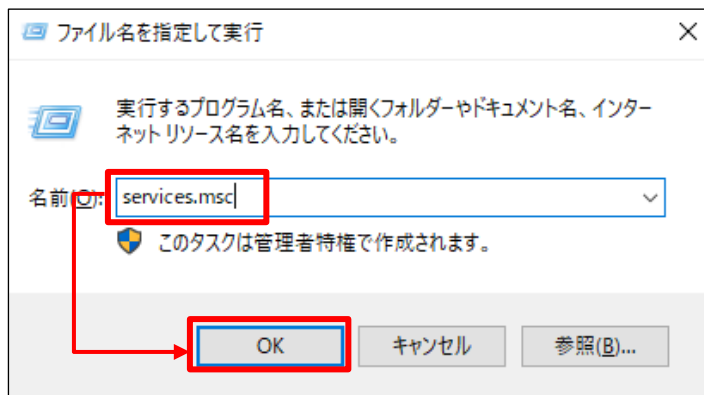 ファイル名を指定して実行
実行するプログラム名、または開くフォルダーやドキュメント名、インター
ネット リソース名を入力してください。
名前(O): services.msc
このタスクは管理者特権で作成されます。
OK キャンセル 参照(B)...